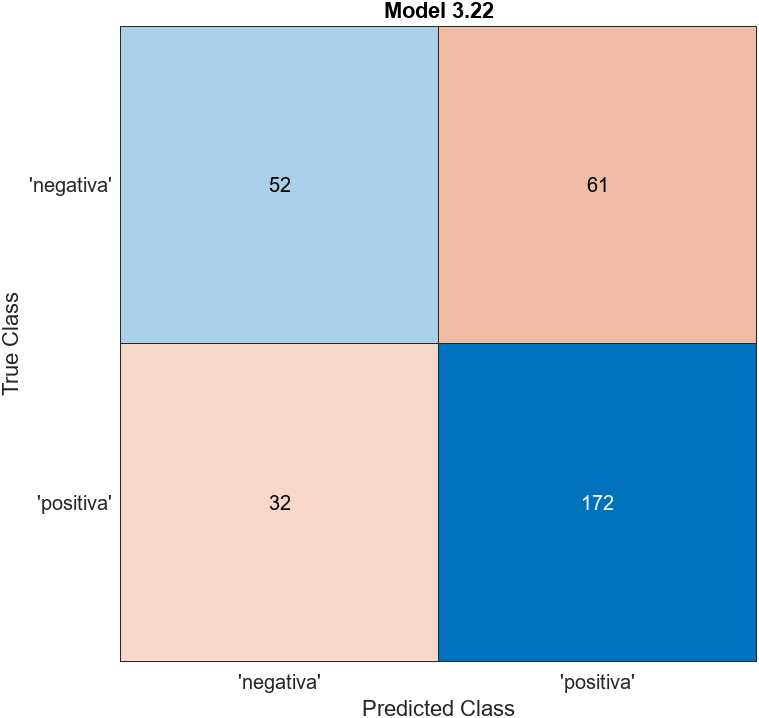 Model 3.22
True Class
'negativa'
52
61
'positiva'
32
172
'negativa'
'positiva'
Predicted Class